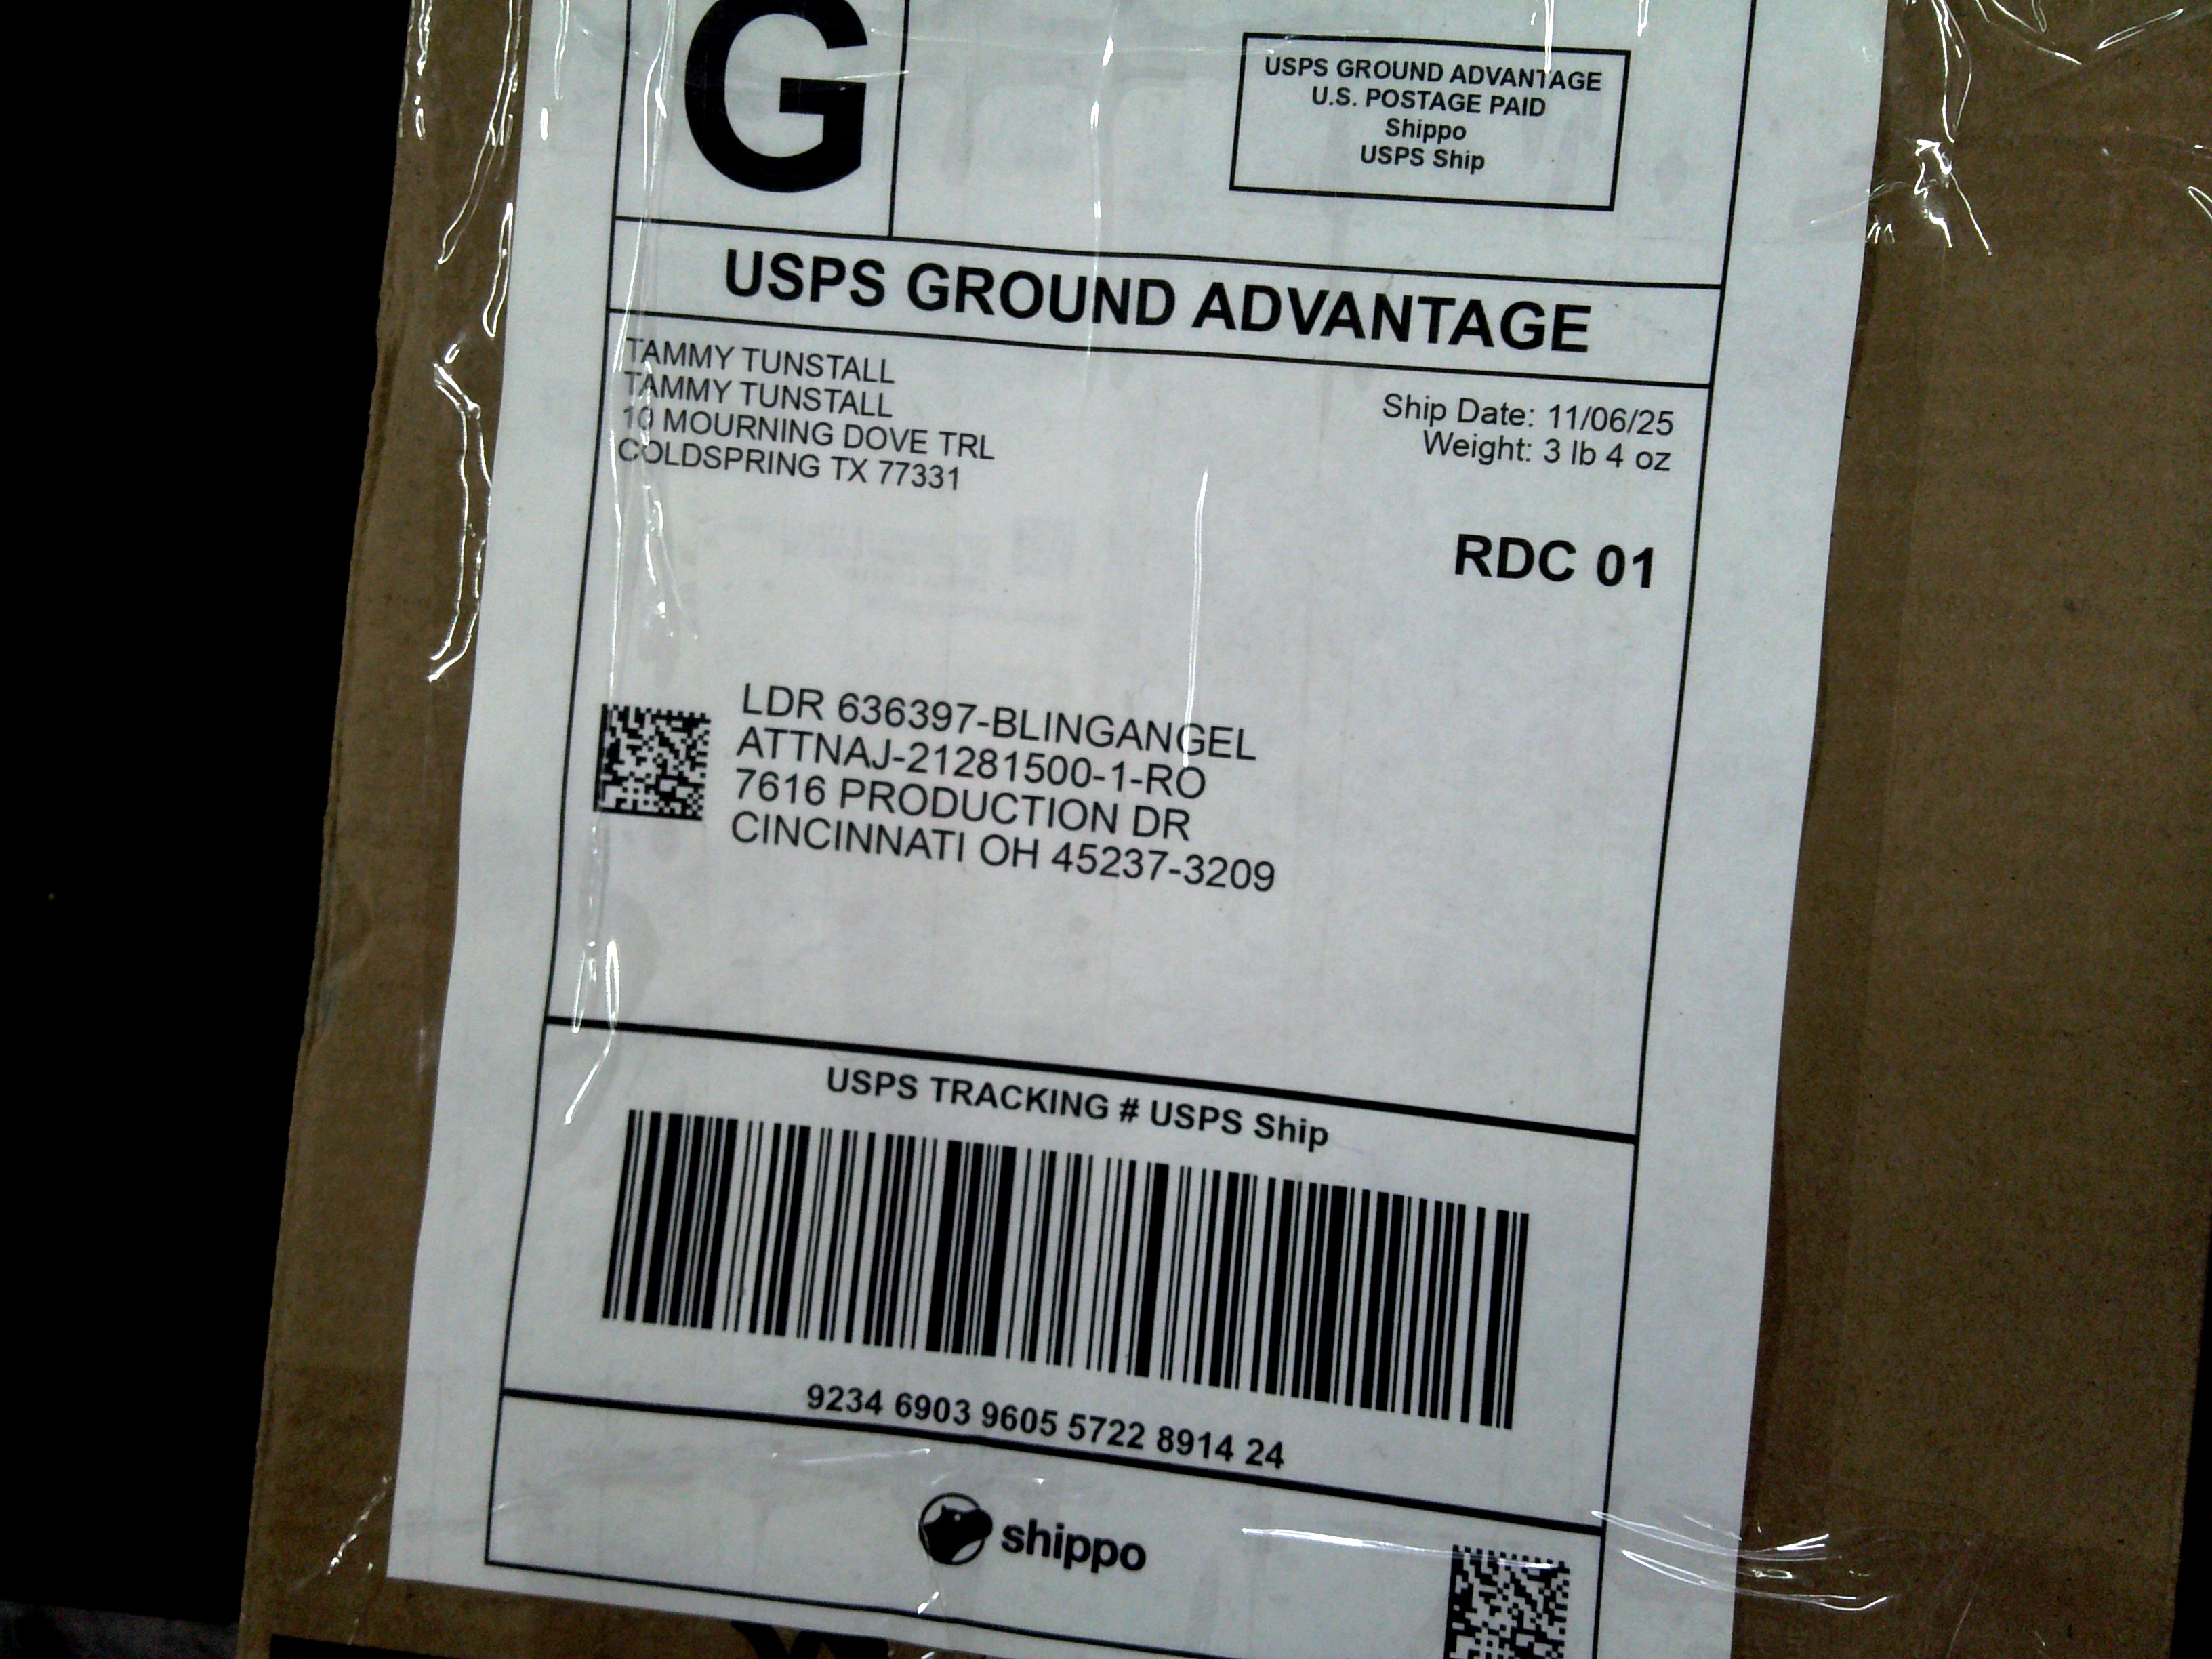 G
USPS GROUND ADVANTAGE
U.S. POSTAGE PAID
Shippo
USPS Ship
USPS GROUND ADVANTAGE
TAMMY TUNSTALL
TAMMY TUNSTALL
10 MOURNING DOVE TRL
COLDSPRING TX 77331
Ship Date: 11/06/25
Weight: 3 lb 4 oz
RDC 01
LDR 636397-BLINGANGEL
ATTNAJ-21281500-1-RO
7616 PRODUCTION DR
CINCINNATI OH 45237-3209
USPS TRACKING # USPS Ship
9234 6903 9605 5722 8914 24
shippo